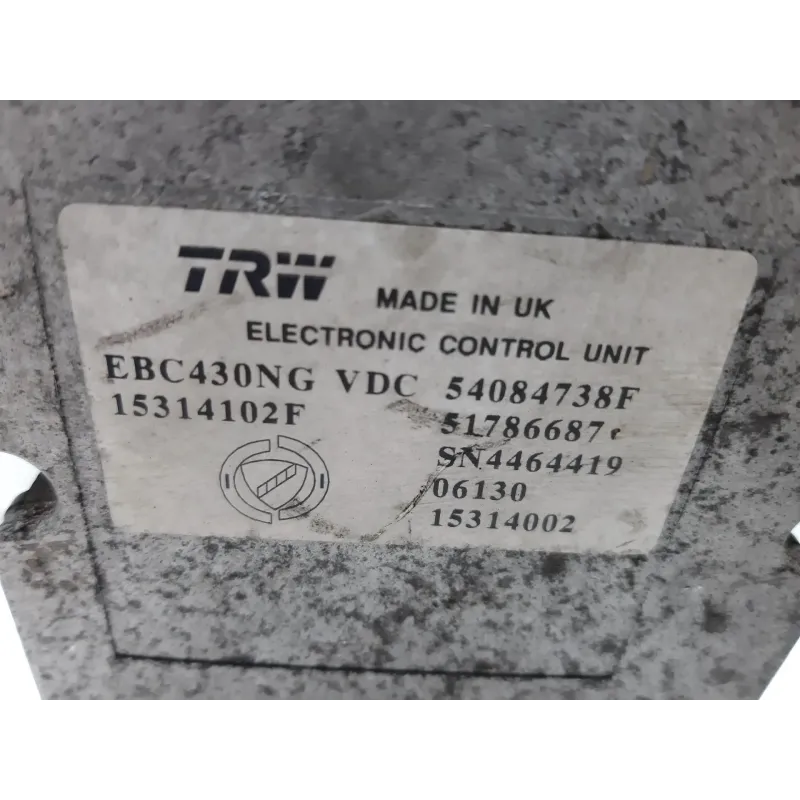 TRW MADE IN UK
ELECTRONIC CONTROL UNIT
EBC430NG VDC 54084738F
15314102F 51786687
SN4464419
06130
15314002